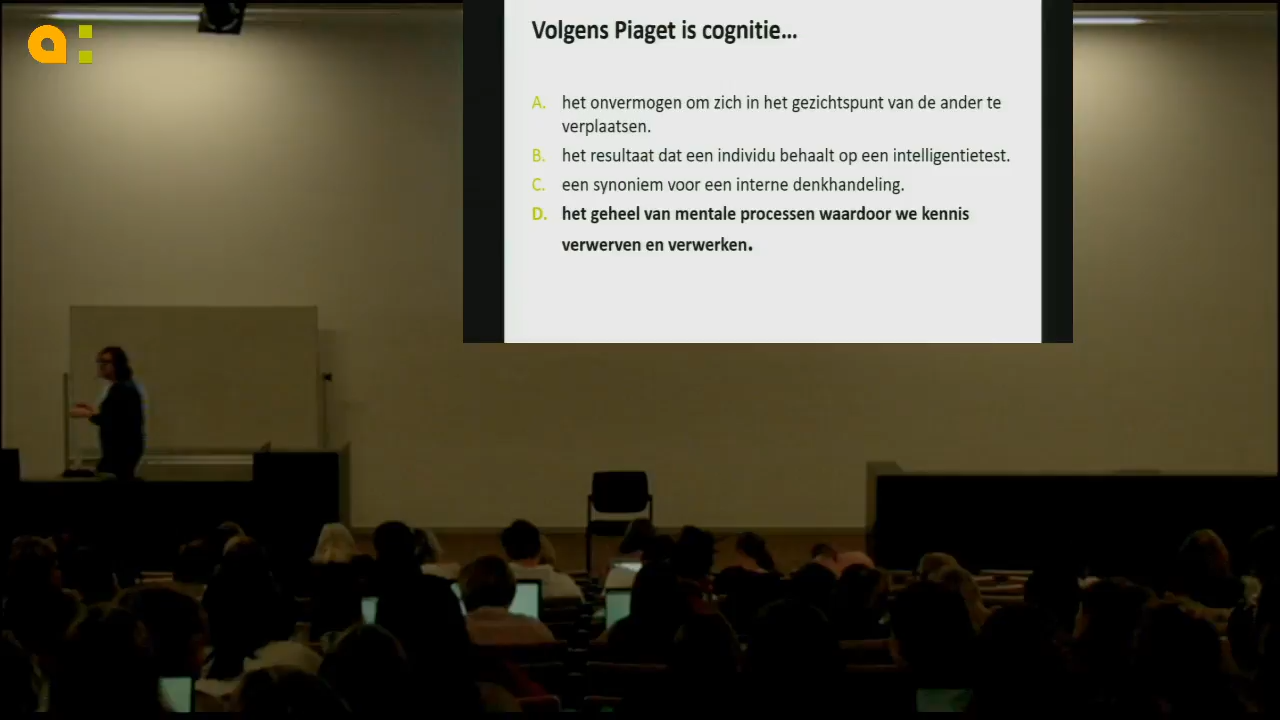 Volgens Piaget is cognitie...
A. het onvermogen om zich in het gezichtspunt van de ander te
verplaatsen.
B. het resultaat dat een individu behaalt op een intelligentietest.
C. een synoniem voor een interne denkhandeling.
D. het geheel van mentale processen waardoor we kennis
verwerven en verwerken.